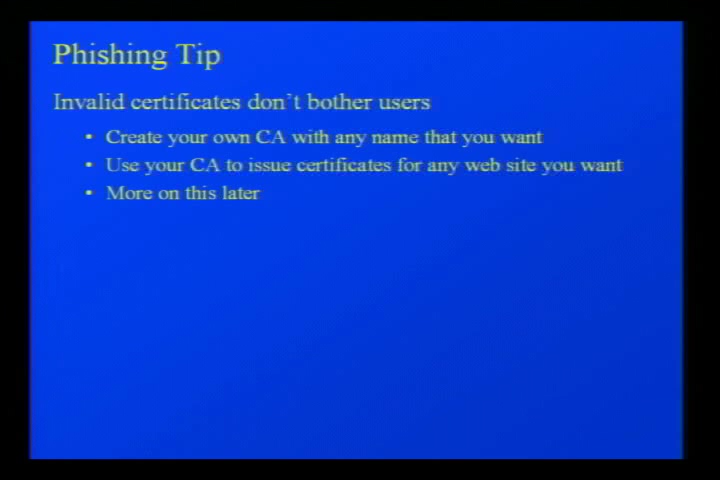 Phishing Tip
Invalid certificates don't bother users
• Create your own CA with any name that you want
• Use your CA to issue certificates for any web site you want
• More on this later